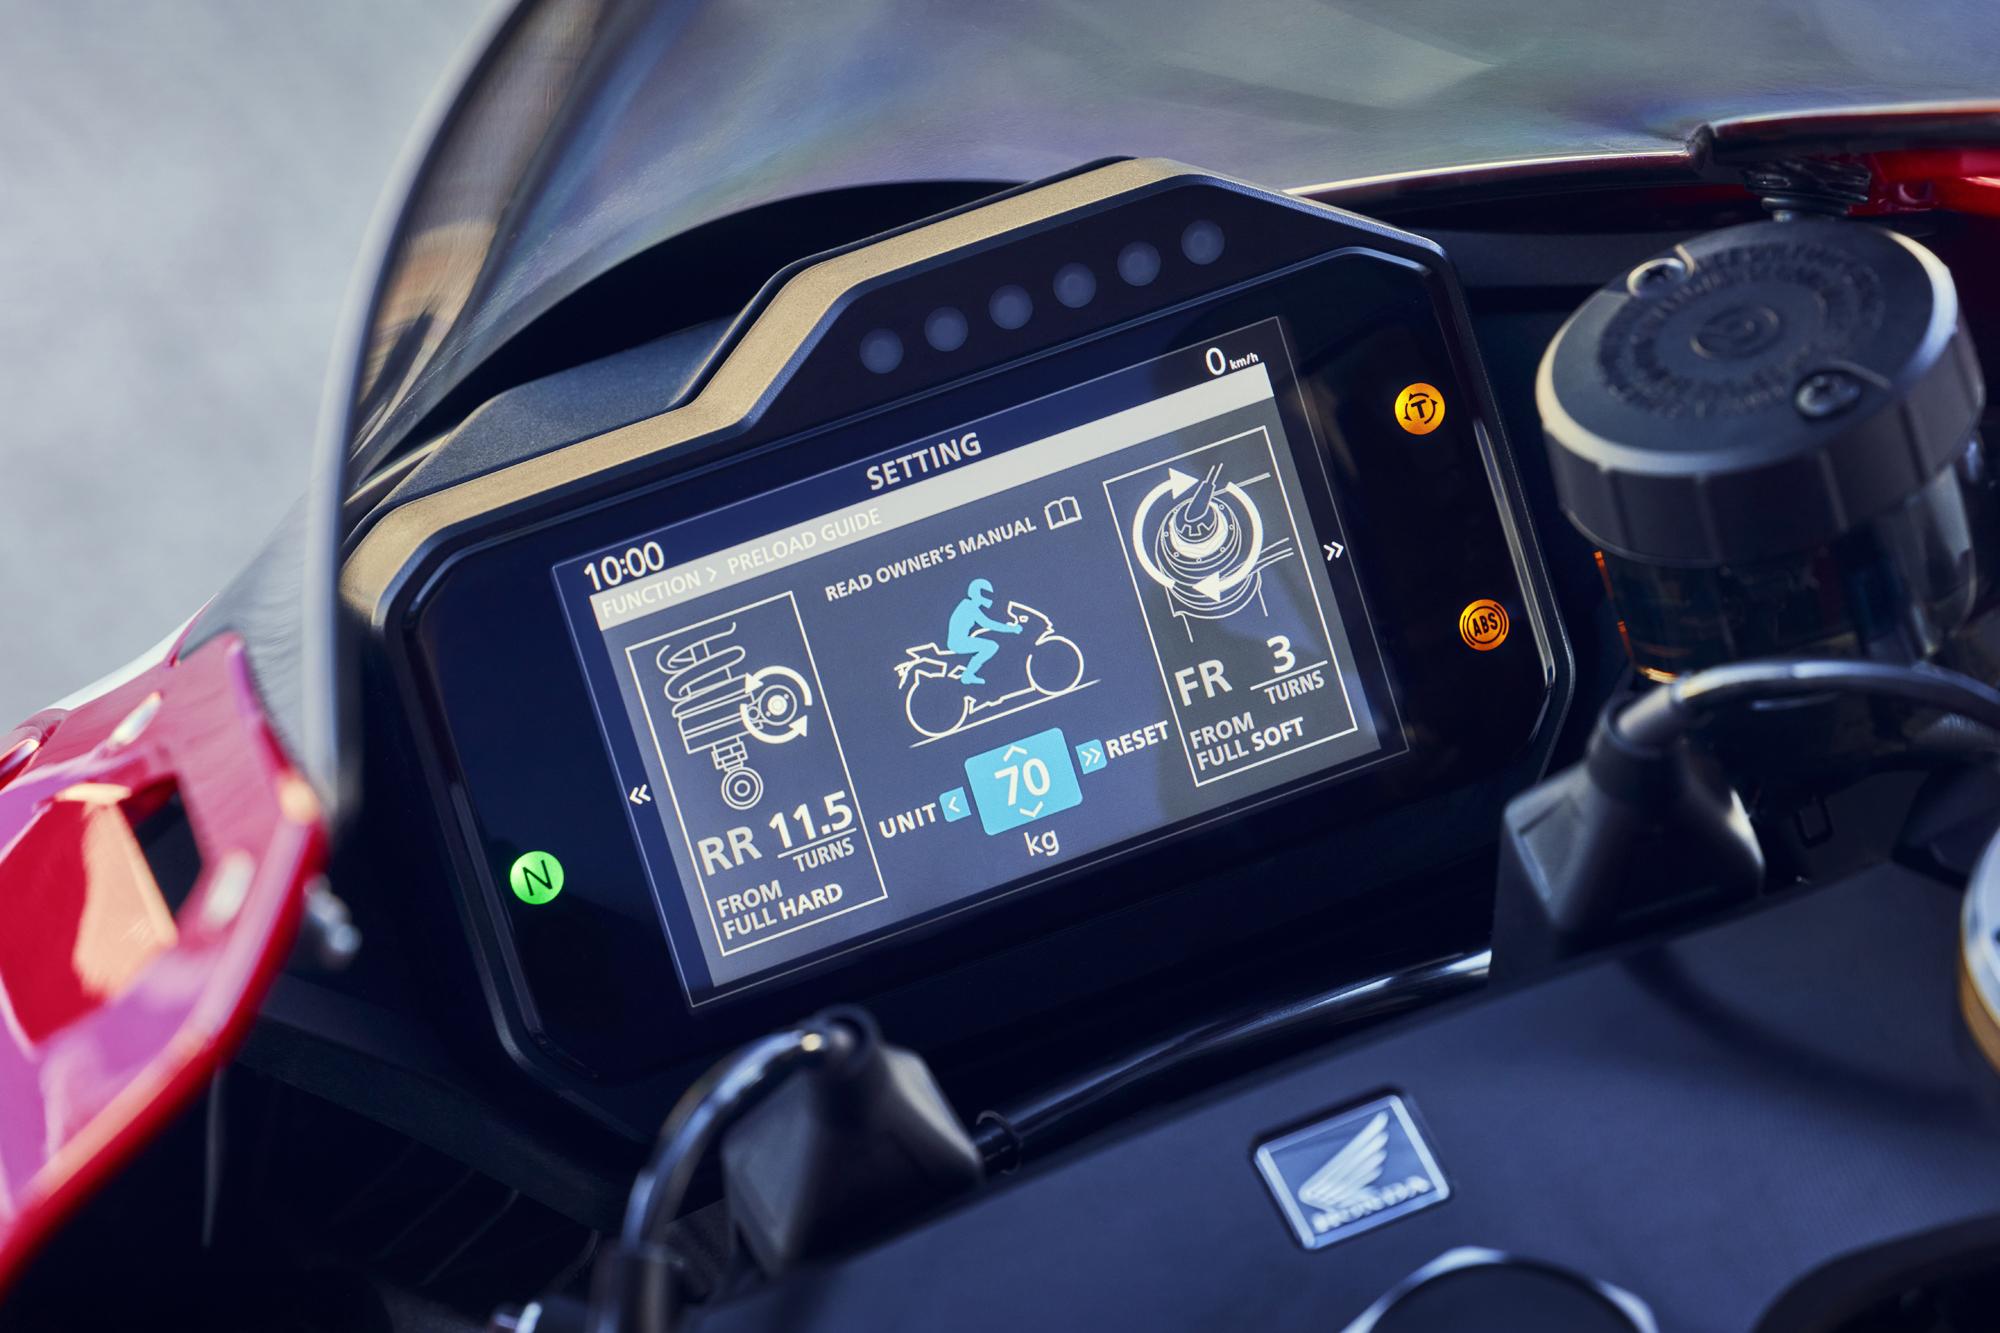 0 km/h
10:00 SETTING
FUNCTION > PRELOAD GUIDE
READ OWNER'S MANUAL
RR 11.5
TURNS
FROM
FULL HARD
FR 3
TURNS
FROM
FULL SOFT
UNIT < 70 » RESET
kg
N
T
ABS
HONDA